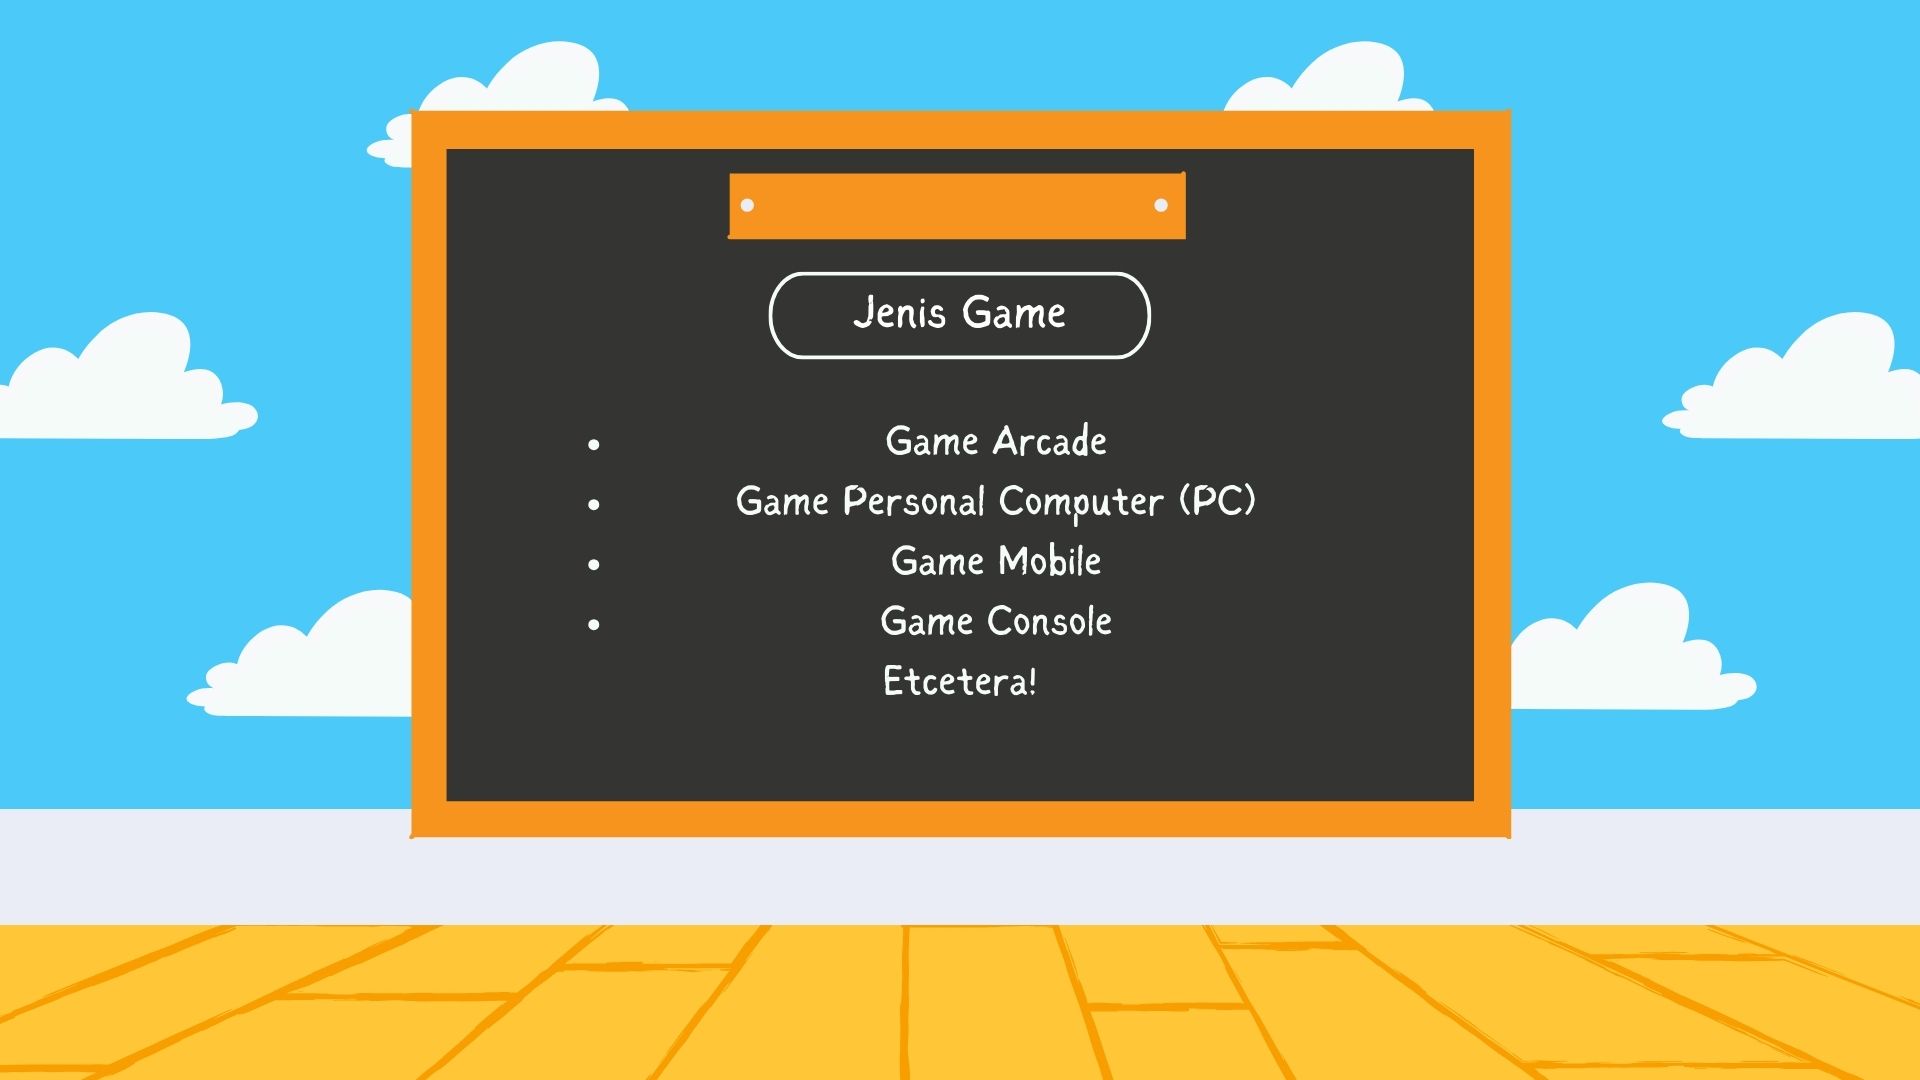 Jenis Game
• Game Arcade
• Game Personal Computer (PC)
• Game Mobile
• Game Console
Etcetera!